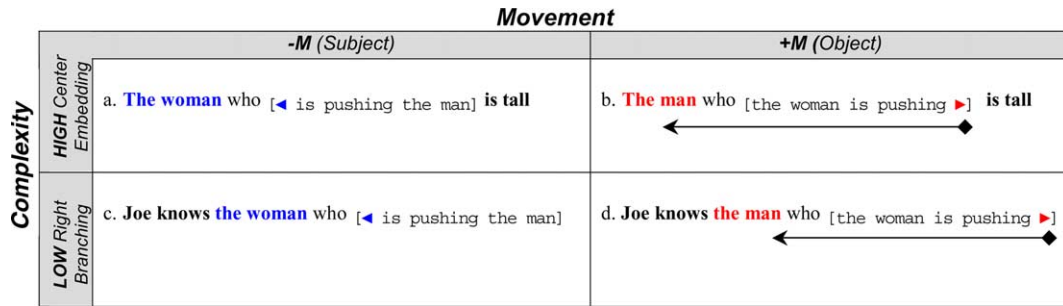 Movement
-M (Subject)
+M (Object)
Complexity
HIGH Center
Embedding
a. The woman who [◄ is pushing the man] is tall
b. The man who [the woman is pushing ►] is tall
LOW Right
Branching
c. Joe knows the woman who [◄ is pushing the man]
d. Joe knows the man who [the woman is pushing ►]